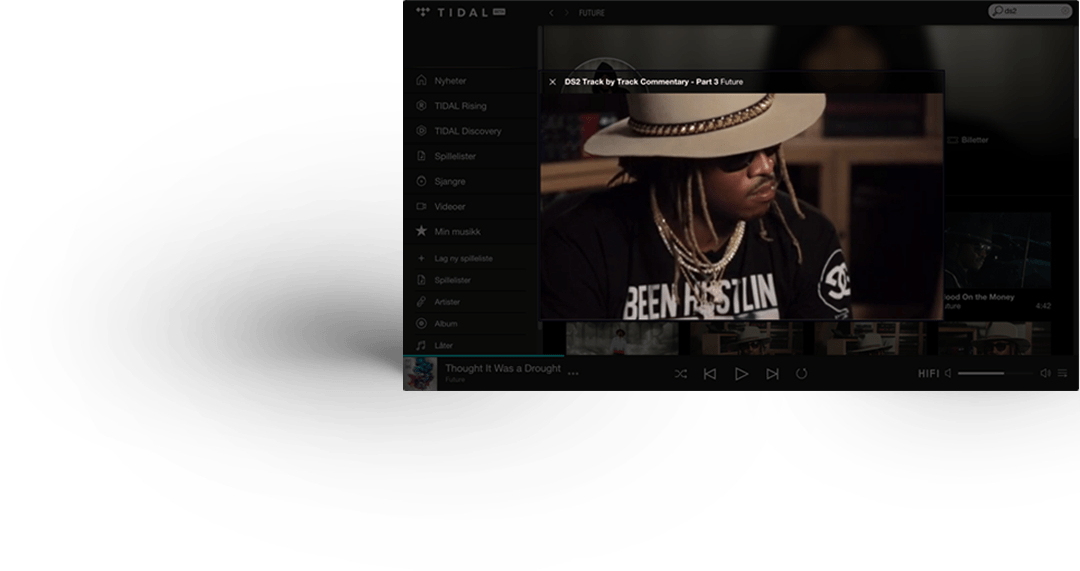 TIDAL BETA
FUTURE
ds2
Nyheter
TIDAL Rising
TIDAL Discovery
Spillelister
Sjangre
Videoer
Min musikk
Lag ny spilleliste
Spillelister
Artister
Album
Låter
DS2 Track by Track Commentary - Part 3 Future
BEEN HUSTLIN
Billetter
ood On the Money
uture
4:42
Thought It Was a Drought
Future
HIFI